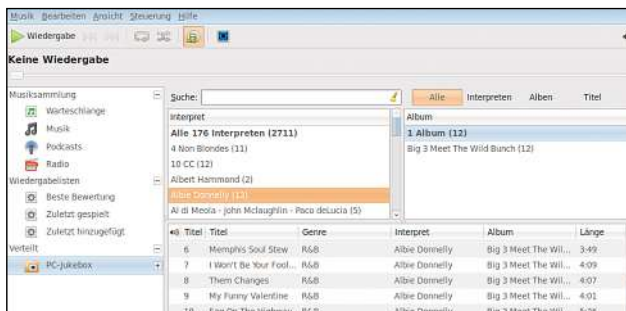 Musik Bearbeiten Ansicht Steuerung Hilfe
Wiedergabe
Keine Wiedergabe
Musiksammlung
Warteschlange
Musik
Podcasts
Radio
Wiedergabelisten
Beste Bewertung
Zuletzt gespielt
Zuletzt hinzugefügt
Verteilt
PC-Jukebox
Suche: Alle Interpreten Alben Titel
Interpret
Alle 176 Interpreten (2711)
4 Non Blondes (11)
10 CC (12)
Albert Hammond (2)
Albie Donnelly (12)
Al di Meola - John Mclaughlin - Paco deLucia (5)
Album
1 Album (12)
Big 3 Meet The Wild Bunch (12)
Titel Titel Genre Interpret Album Länge
6 Memphis Soul Stew R&B Albie Donnelly Big 3 Meet The Wil... 3:49
7 I Won't Be Your Fool... R&B Albie Donnelly Big 3 Meet The Wil... 4:09
8 Them Changes R&B Albie Donnelly Big 3 Meet The Wil... 4:07
9 My Funny Valentine R&B Albie Donnelly Big 3 Meet The Wil... 4:01